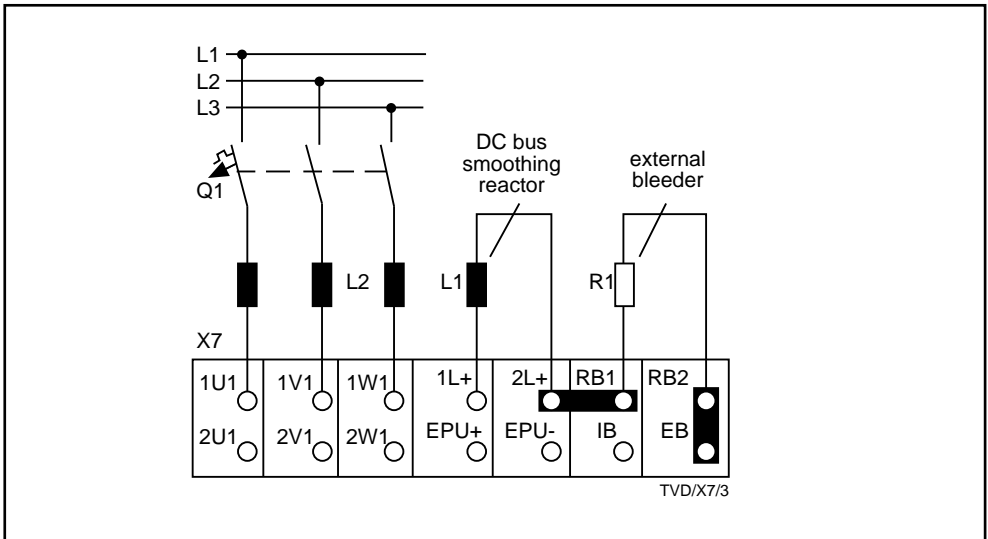 L1
L2
L3
Q1
DC bus
smoothing
reactor
external
bleeder
L2
L1
R1
X7
1U1 1V1 1W1 1L+ 2L+ RB1 RB2
2U1 2V1 2W1 EPU+ EPU- IB EB
TVD/X7/3